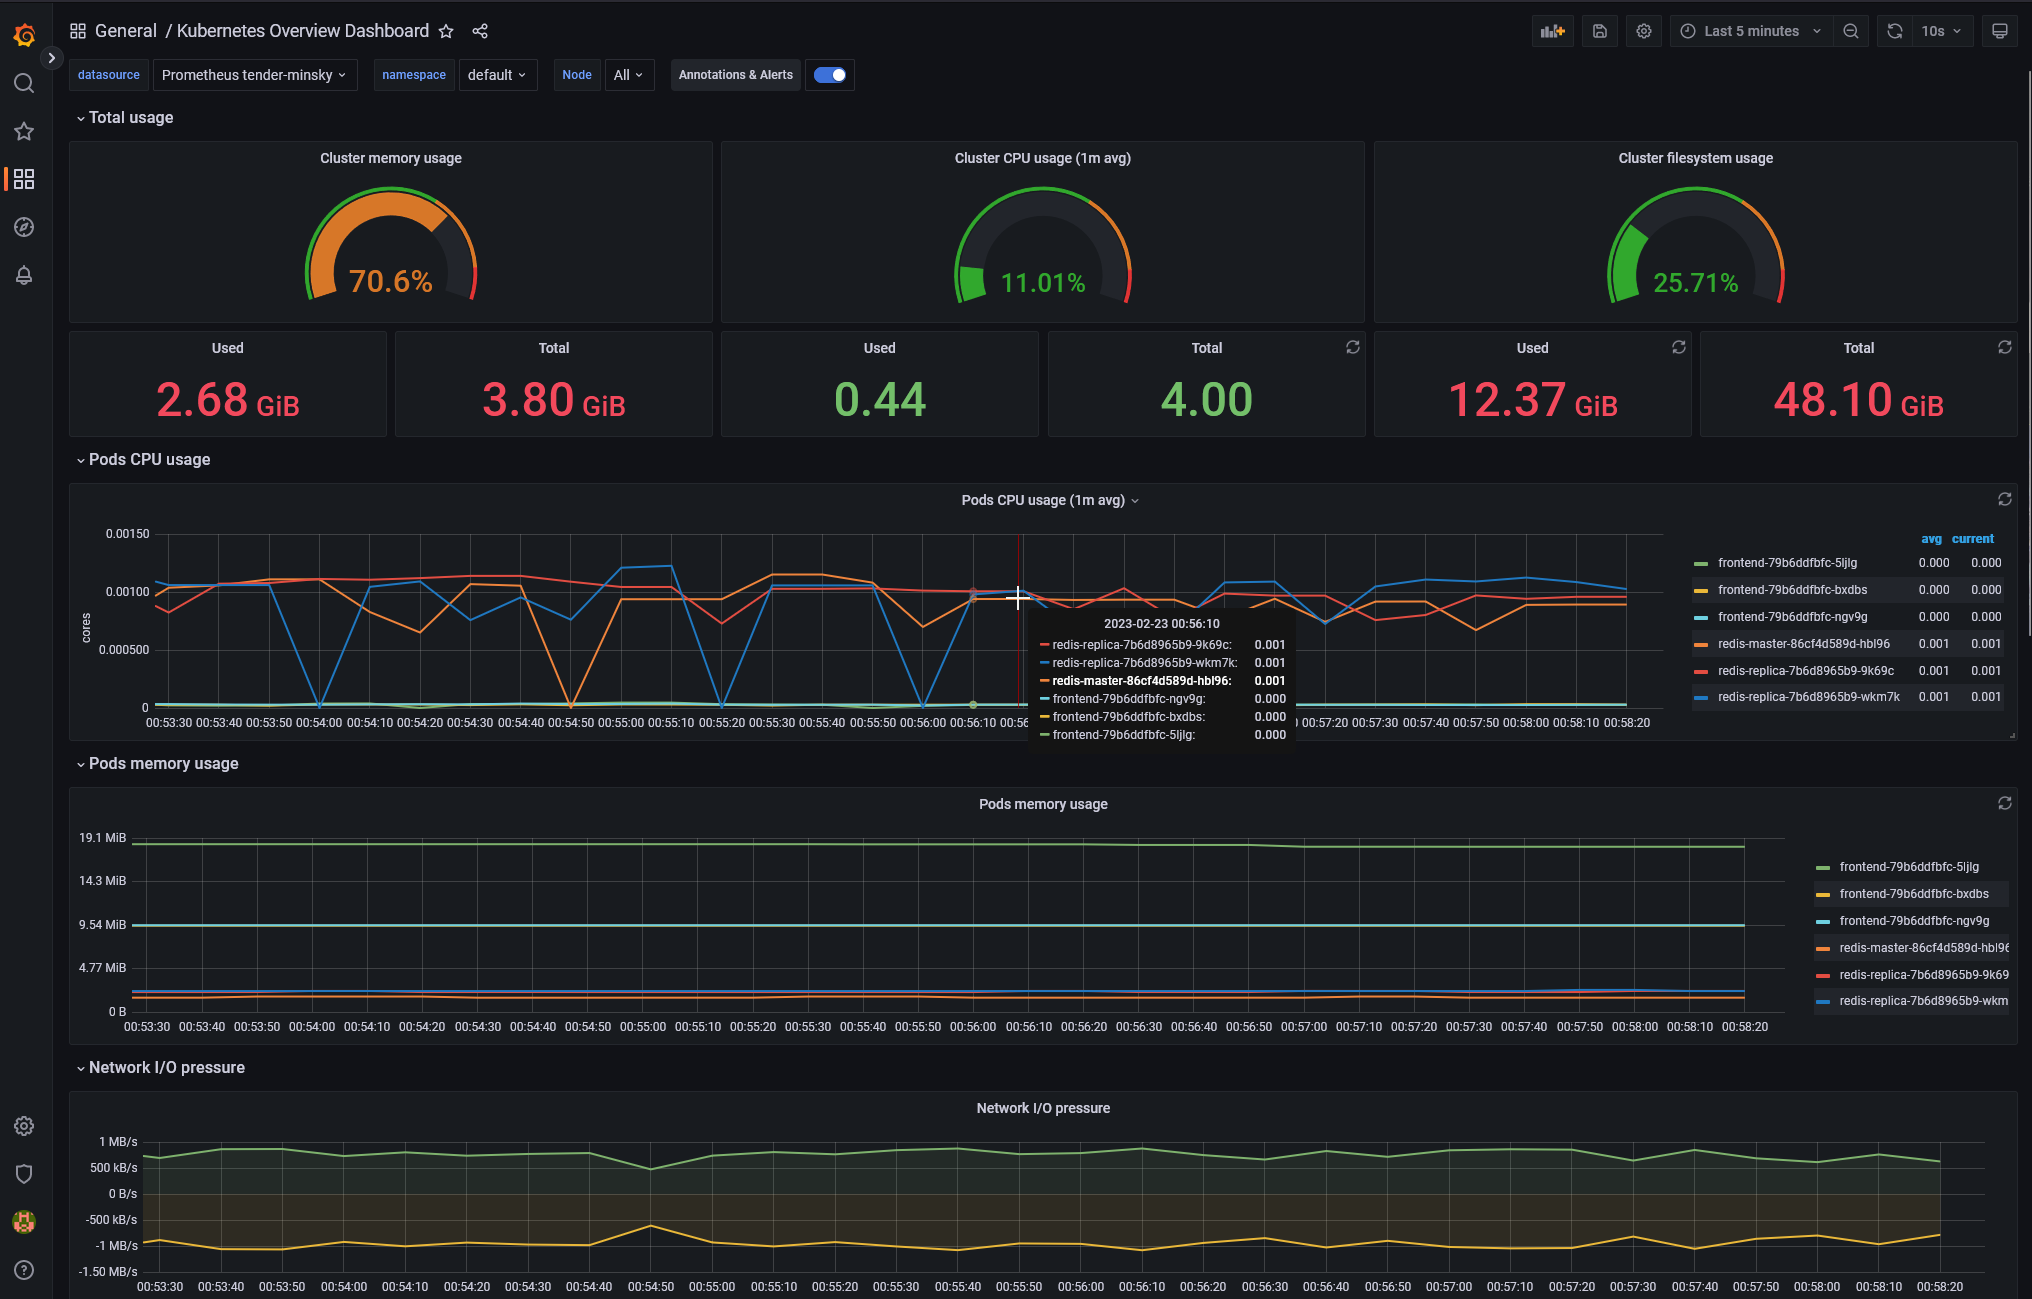 General / Kubernetes Overview Dashboard
Last 5 minutes
10s
datasource Prometheus tender-minsky namespace default Node All Annotations & Alerts
Total usage
Cluster memory usage
70.6%
Cluster CPU usage (1m avg)
11.01%
Cluster filesystem usage
25.71%
Used
2.68 GiB
Total
3.80 GiB
Used
0.44
Total
4.00
Used
12.37 GiB
Total
48.10 GiB
Pods CPU usage
Pods CPU usage (1m avg)
cores
0.00150
0.00100
0.000500
0
00:53:30 00:53:40 00:53:50 00:54:00 00:54:10 00:54:20 00:54:30 00:54:40 00:54:50 00:55:00 00:55:10 00:55:20 00:55:30 00:55:40 00:55:50 00:56:00 00:56:10 00:56 00:57:20 00:57:30 00:57:40 00:57:50 00:58:00 00:58:10 00:58:20
2023-02-23 00:56:10
redis-replica-7b6d8965b9-9k69c: 0.001
redis-replica-7b6d8965b9-wkm7k: 0.001
redis-master-86cf4d589d-hbl96: 0.001
frontend-79b6ddfbfc-ngv9g: 0.000
frontend-79b6ddfbfc-bxdbs: 0.000
frontend-79b6ddfbfc-5ljlg: 0.000
avg current
frontend-79b6ddfbfc-5ljlg 0.000 0.000
frontend-79b6ddfbfc-bxdbs 0.000 0.000
frontend-79b6ddfbfc-ngv9g 0.000 0.000
redis-master-86cf4d589d-hbl96 0.001 0.001
redis-replica-7b6d8965b9-9k69c 0.001 0.001
redis-replica-7b6d8965b9-wkm7k 0.001 0.001
Pods memory usage
Pods memory usage
19.1 MiB
14.3 MiB
9.54 MiB
4.77 MiB
0 B
00:53:30 00:53:40 00:53:50 00:54:00 00:54:10 00:54:20 00:54:30 00:54:40 00:54:50 00:55:00 00:55:10 00:55:20 00:55:30 00:55:40 00:55:50 00:56:00 00:56:10 00:56:20 00:56:30 00:56:40 00:56:50 00:57:00 00:57:10 00:57:20 00:57:30 00:57:40 00:57:50 00:58:00 00:58:10 00:58:20
frontend-79b6ddfbfc-5ljlg
frontend-79b6ddfbfc-bxdbs
frontend-79b6ddfbfc-ngv9g
redis-master-86cf4d589d-hbl96
redis-replica-7b6d8965b9-9k69
redis-replica-7b6d8965b9-wkm
Network I/O pressure
Network I/O pressure
1 MB/s
500 kB/s
0 B/s
-500 kB/s
-1 MB/s
-1.50 MB/s
00:53:30 00:53:40 00:53:50 00:54:00 00:54:10 00:54:20 00:54:30 00:54:40 00:54:50 00:55:00 00:55:10 00:55:20 00:55:30 00:55:40 00:55:50 00:56:00 00:56:10 00:56:20 00:56:30 00:56:40 00:56:50 00:57:00 00:57:10 00:57:20 00:57:30 00:57:40 00:57:50 00:58:00 00:58:10 00:58:20